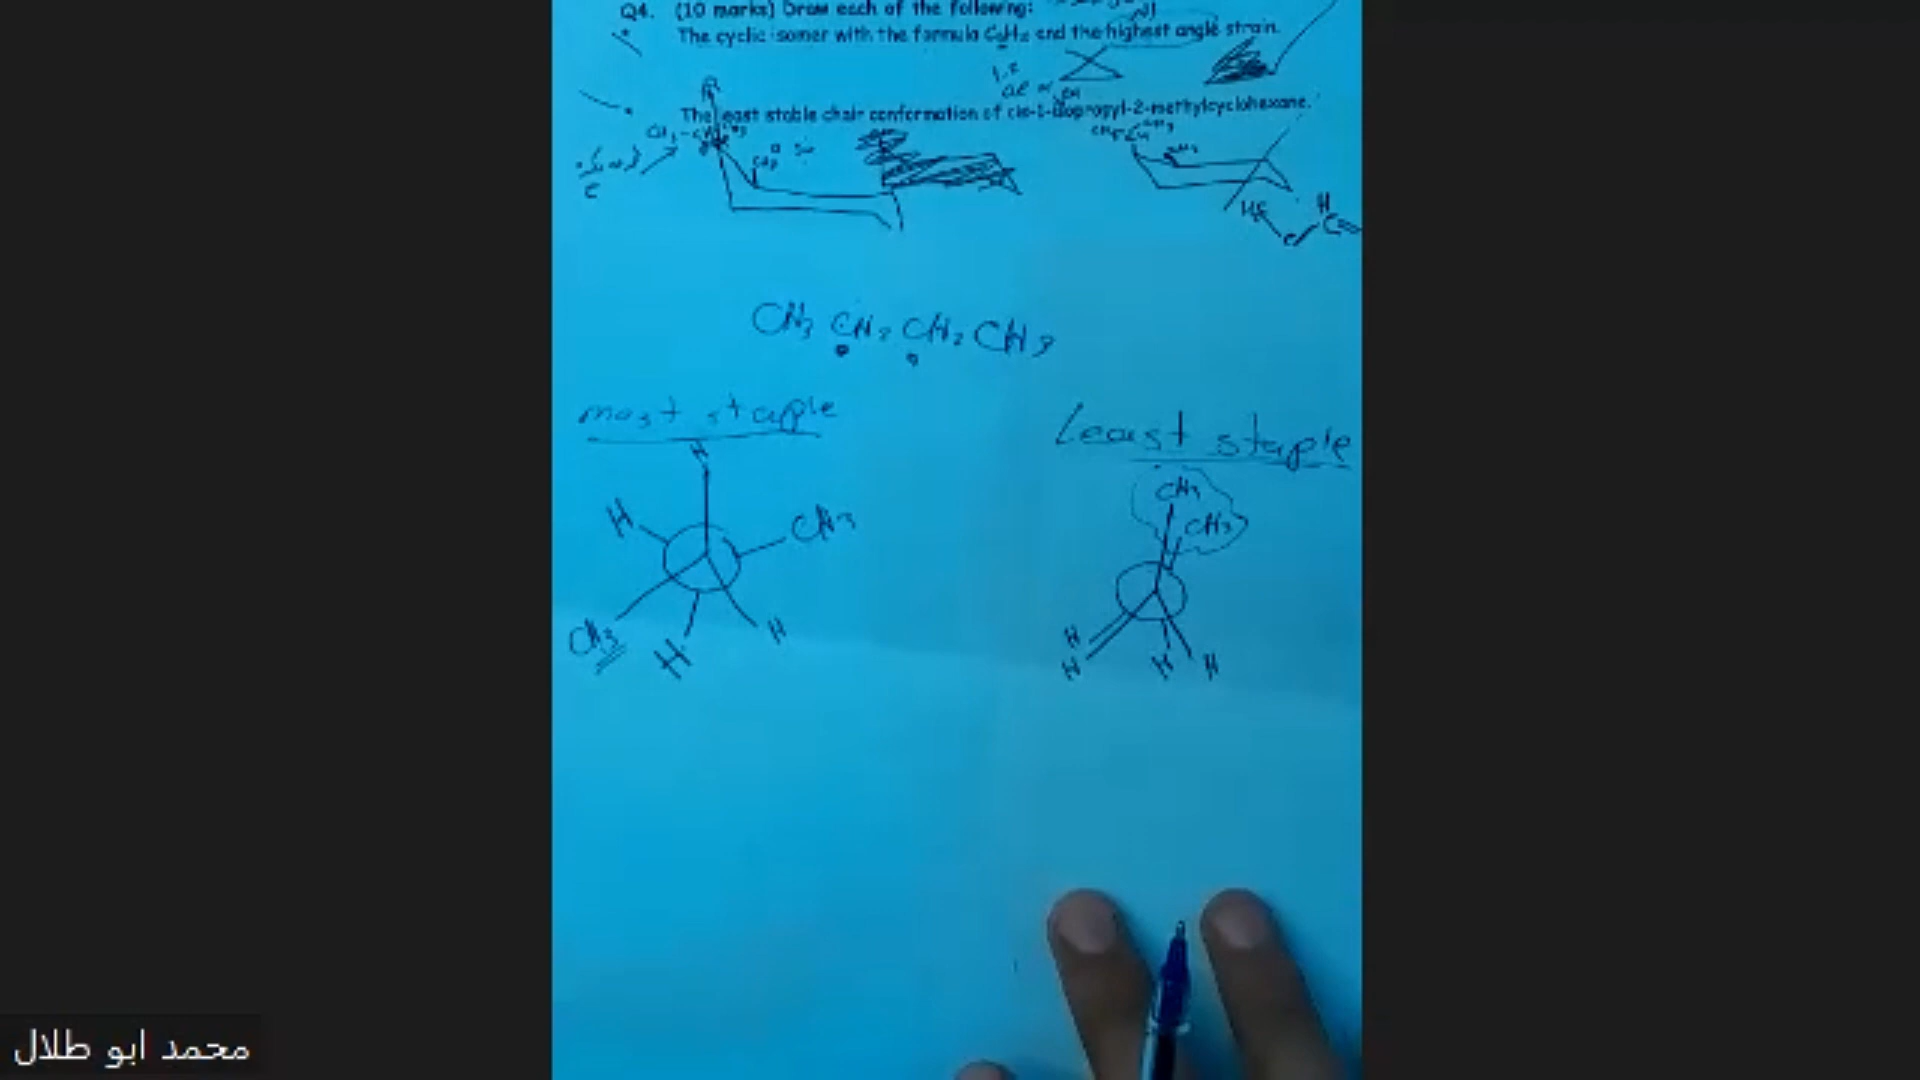 Q4. (10 marks) Draw each of the following:
The cyclic isomer with the formula and the highest angle strain.
The least stable chair conformation of cis-1-isopropyl-2-methylcyclohexane.
CH3
CH3 CH2 CH2 CH3
most staple
Least staple
H
H
CH3
CH3
H
H
CH3
CH3
H
H
H
H
محمد ابو طلال